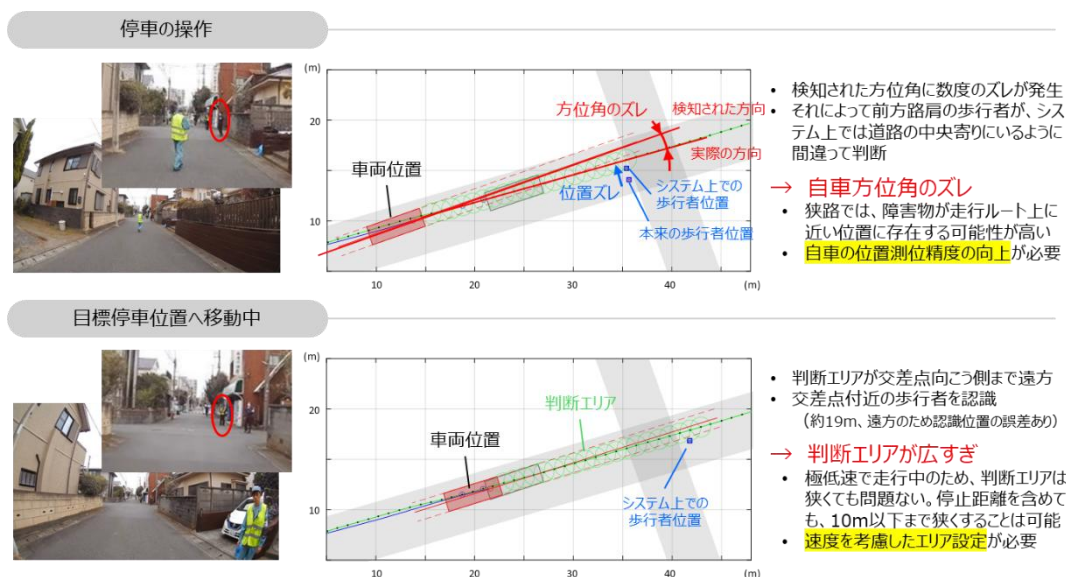 停車の操作
(m)
20
10
10
20
30
40
(m)
方位角のズレ
検知された方向
実際の方向
車両位置
位置ズレ
システム上での
歩行者位置
本来の歩行者位置
• 検知された方位角に数度のズレが発生
• それによって前方路肩の歩行者が、シス
テム上では道路の中央寄りにいるように
間違って判断
→ 自車方位角のズレ
• 狭路では、障害物が走行ルート上に
近い位置に存在する可能性が高い
• 自車の位置測位精度の向上が必要
目標停車位置へ移動中
(m)
20
10
10
20
30
40
(m)
判断エリア
車両位置
システム上での
歩行者位置
• 判断エリアが交差点向こう側まで遠方
• 交差点付近の歩行者を認識
(約19m、遠方のため認識位置の誤差あり)
→ 判断エリアが広すぎ
• 極低速で走行中のため、判断エリアは
狭くても問題ない。停止距離を含めて
も、10m以下まで狭くすることは可能
• 速度を考慮したエリア設定が必要